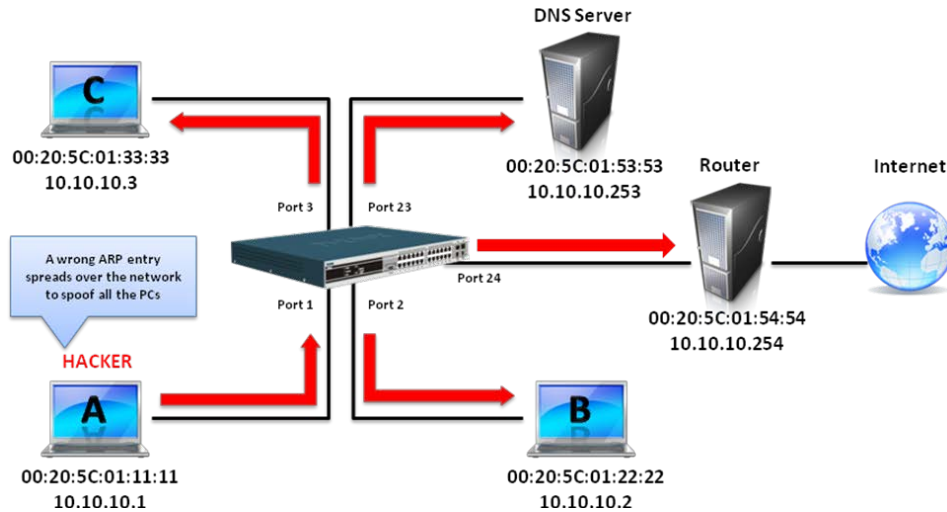 DNS Server
C
00:20:5C:01:33:33
10.10.10.3
00:20:5C:01:53:53
10.10.10.253
Router
Internet
Port 3
Port 23
A wrong ARP entry
spreads over the network
to spoof all the PCs
Port 24
Port 1
Port 2
00:20:5C:01:54:54
10.10.10.254
HACKER
A
B
00:20:5C:01:11:11
10.10.10.1
00:20:5C:01:22:22
10.10.10.2